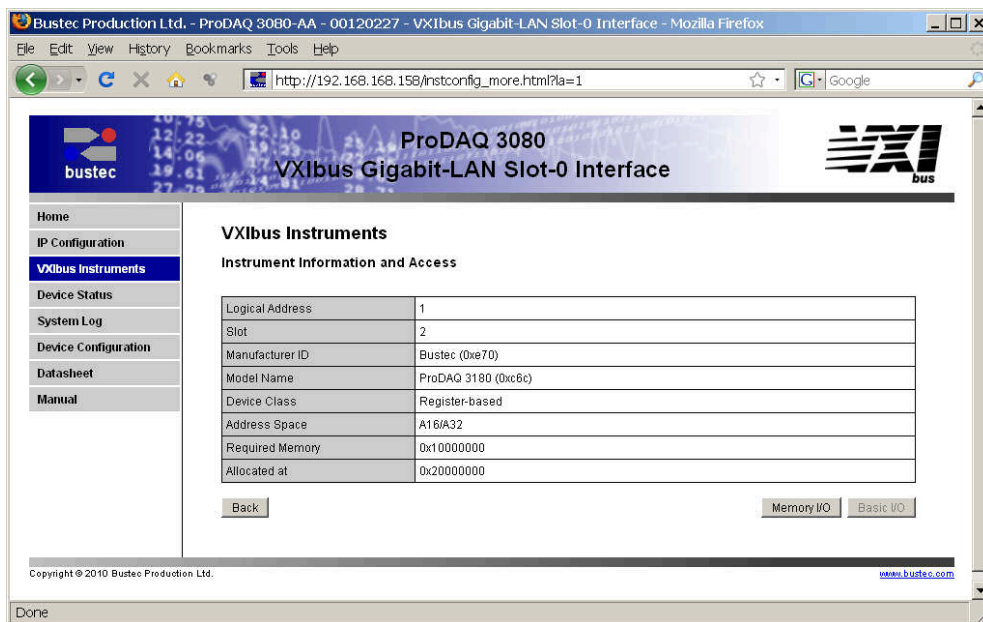 Bustec Production Ltd. - ProDAQ 3080-AA - 00120227 - VXIbus Gigabit-LAN Slot-0 Interface - Mozilla Firefox
File Edit View History Bookmarks Tools Help
http://192.168.168.158/instconfig_more.html?la=1
G Google
bustec
ProDAQ 3080
VXIbus Gigabit-LAN Slot-0 Interface
VXI
bus
Home
IP Configuration
VXIbus Instruments
Device Status
System Log
Device Configuration
Datasheet
Manual
VXIbus Instruments
Instrument Information and Access
Logical Address 1
Slot 2
Manufacturer ID Bustec (0xe70)
Model Name ProDAQ 3180 (0xc6c)
Device Class Register-based
Address Space A16/A32
Required Memory 0x10000000
Allocated at 0x20000000
Back Memory I/O Basic I/O
Copyright © 2010 Bustec Production Ltd. www.bustec.com
Done